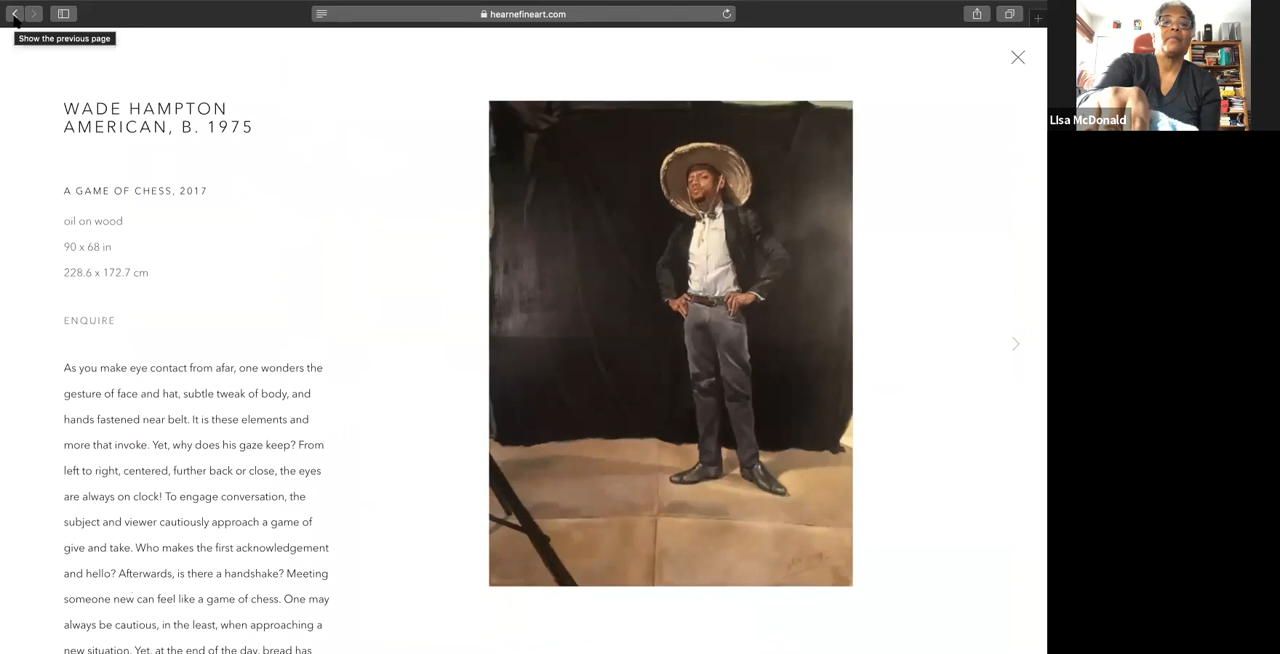 hearnefineart.com
Show the previous page
WADE HAMPTON
AMERICAN, B. 1975
A GAME OF CHESS, 2017
oil on wood
90 x 68 in
228.6 x 172.7 cm
ENQUIRE
As you make eye contact from afar, one wonders the
gesture of face and hat, subtle tweak of body, and
hands fastened near belt. It is these elements and
more that invoke. Yet, why does his gaze keep? From
left to right, centered, further back or close, the eyes
are always on clock! To engage conversation, the
subject and viewer cautiously approach a game of
give and take. Who makes the first acknowledgement
and hello? Afterwards, is there a handshake? Meeting
someone new can feel like a game of chess. One may
always be cautious, in the least, when approaching a
new situation. Yet, at the end of the day, bread has
LIsa McDonald